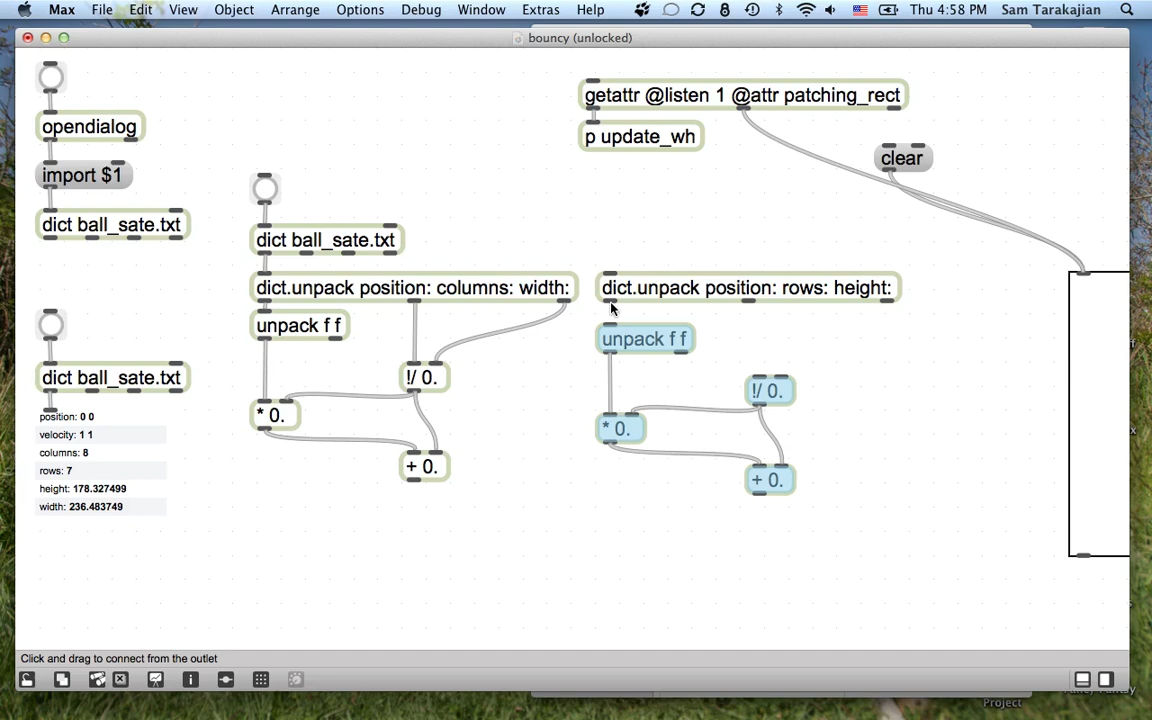 Max File Edit View Object Arrange Options Debug Window Extras Help Thu 4:58 PM Sam Tarakajian
bouncy (unlocked)
getattr @listen 1 @attr patching_rect
opendialog
p update_wh
clear
import $1
dict ball_sate.txt
dict ball_sate.txt
dict.unpack position: columns: width:
dict.unpack position: rows: height:
unpack f f
unpack f f
dict ball_sate.txt
!/ 0.
!/ 0.
position: 0 0
* 0.
* 0.
velocity: 1 1
columns: 8
rows: 7
+ 0.
+ 0.
height: 178.327499
width: 236.483749
Click and drag to connect from the outlet
Project